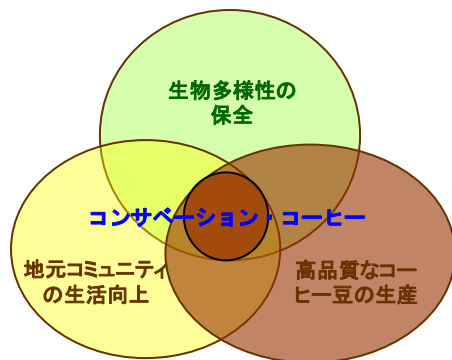 生物多様性の
保全
コンサベーション・コーヒー
地元コミュニティ
の生活向上
高品質なコー
ヒー豆の生産